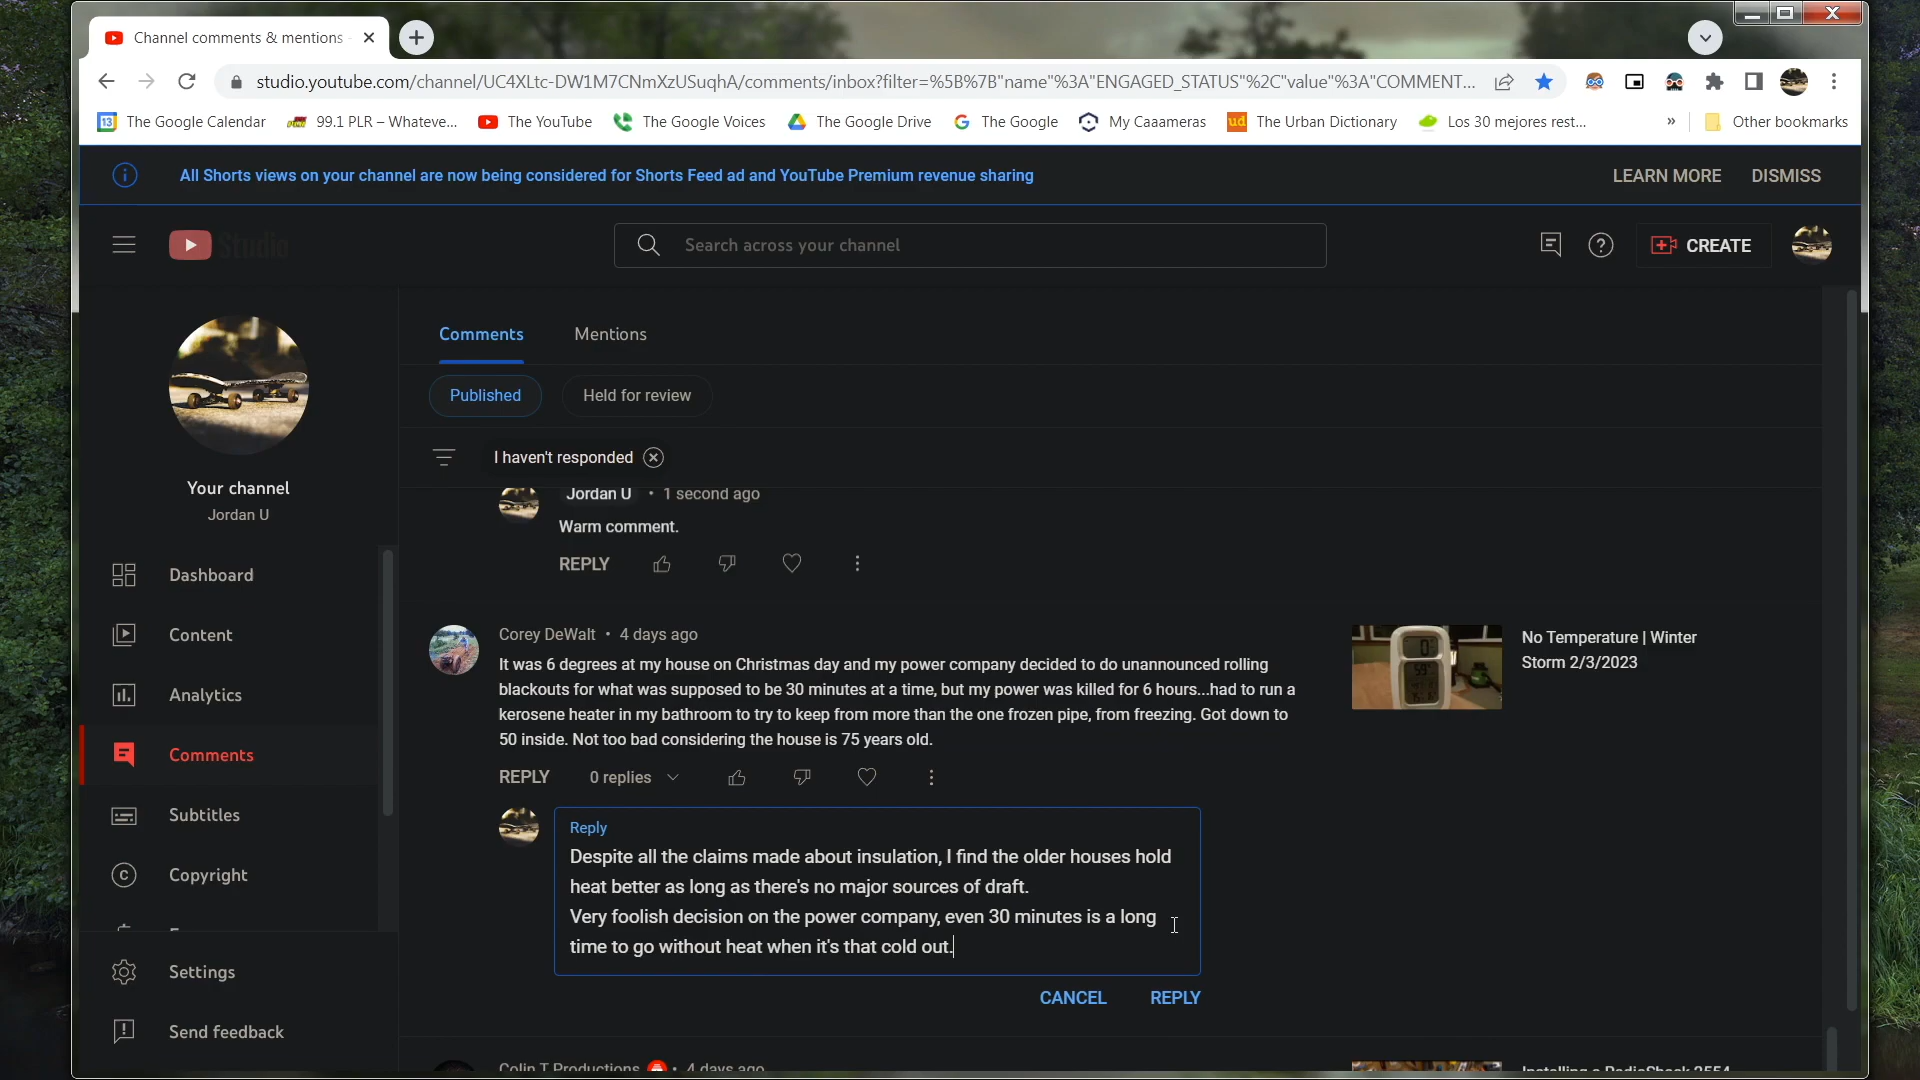 Channel comments & mentions
studio.youtube.com/channel/UC4XLtc-DW1M7CNmXzUSuqhA/comments/inbox?filter=%5B%7B"name"%3A"ENGAGED_STATUS"%2C"value"%3A"COMMENT...
13 The Google Calendar
99.1 PLR – Whateve...
The YouTube
The Google Voices
The Google Drive
G The Google
My Caaameras
ud The Urban Dictionary
Los 30 mejores rest...
»
Other bookmarks
All Shorts views on your channel are now being considered for Shorts Feed ad and YouTube Premium revenue sharing
LEARN MORE
DISMISS
Studio
Search across your channel
CREATE
Your channel
Jordan U
Dashboard
Content
Analytics
Comments
Subtitles
Copyright
Settings
Send feedback
Comments
Mentions
Published
Held for review
I haven't responded
Jordan U • 1 second ago
Warm comment.
REPLY
Corey DeWalt • 4 days ago
It was 6 degrees at my house on Christmas day and my power company decided to do unannounced rolling
blackouts for what was supposed to be 30 minutes at a time, but my power was killed for 6 hours...had to run a
kerosene heater in my bathroom to try to keep from more than the one frozen pipe, from freezing. Got down to
50 inside. Not too bad considering the house is 75 years old.
REPLY
0 replies
No Temperature | Winter
Storm 2/3/2023
Reply
Despite all the claims made about insulation, I find the older houses hold
heat better as long as there's no major sources of draft.
Very foolish decision on the power company, even 30 minutes is a long
time to go without heat when it's that cold out.
CANCEL
REPLY
Colin T Productions • 4 days ago
Installing a RadioShack 2554